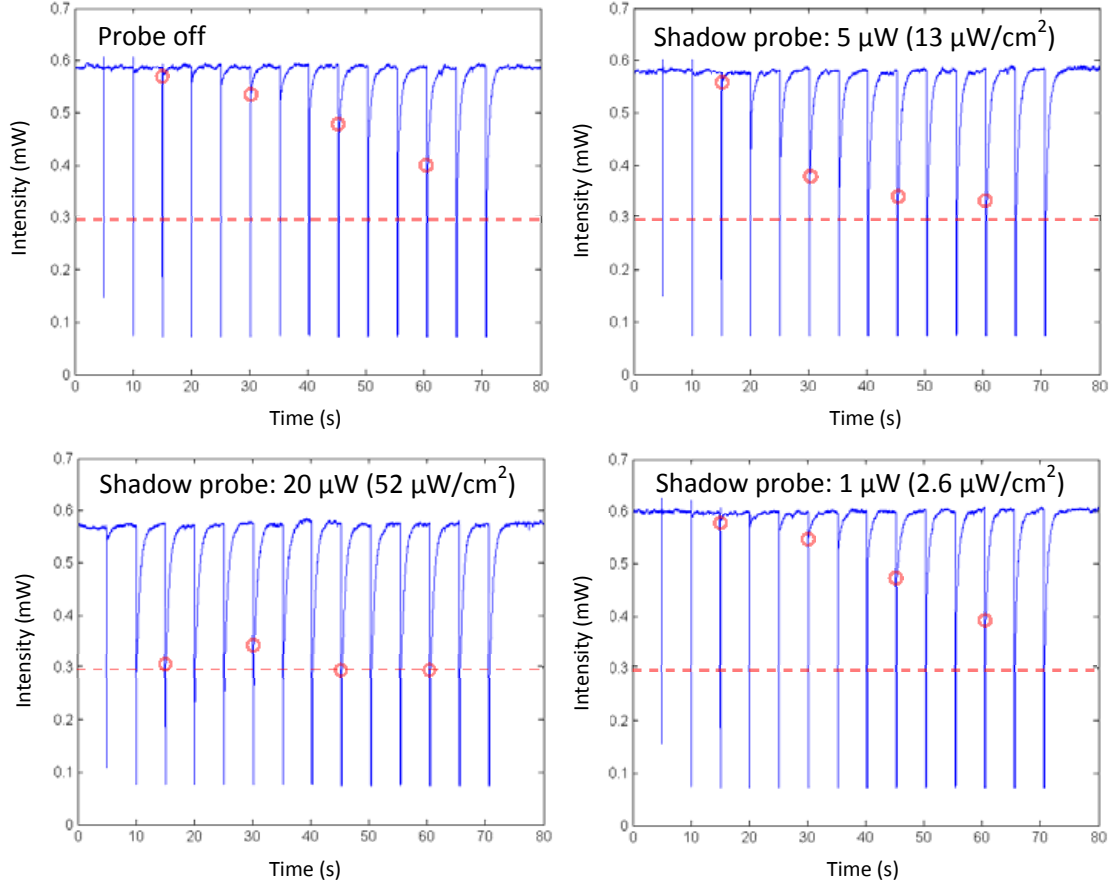 Probe off
Intensity (mW)
0.7
0.6
0.5
0.4
0.3
0.2
0.1
0
0 10 20 30 40 50 60 70 80
Time (s)
Shadow probe: 5 µW (13 µW/cm²)
Intensity (mW)
0.7
0.6
0.5
0.4
0.3
0.2
0.1
0
0 10 20 30 40 50 60 70 80
Time (s)
Shadow probe: 20 µW (52 µW/cm²)
Intensity (mW)
0.7
0.6
0.5
0.4
0.3
0.2
0.1
0
0 10 20 30 40 50 60 70 80
Time (s)
Shadow probe: 1 µW (2.6 µW/cm²)
Intensity (mW)
0.7
0.6
0.5
0.4
0.3
0.2
0.1
0
0 10 20 30 40 50 60 70 80
Time (s)